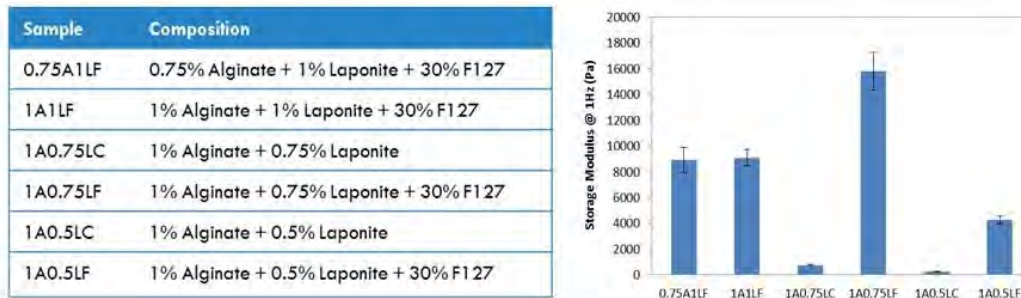 Sample Composition
0.75A1LF 0.75% Alginate + 1% Laponite + 30% F127
1A1LF 1% Alginate + 1% Laponite + 30% F127
1A0.75LC 1% Alginate + 0.75% Laponite
1A0.75LF 1% Alginate + 0.75% Laponite + 30% F127
1A0.5LC 1% Alginate + 0.5% Laponite
1A0.5LF 1% Alginate + 0.5% Laponite + 30% F127
Storage Modulus @ 1Hz (Pa)
20000
18000
16000
14000
12000
10000
8000
6000
4000
2000
0
0.75A1LF 1A1LF 1A0.75LC 1A0.75LF 1A0.5LC 1A0.5LF